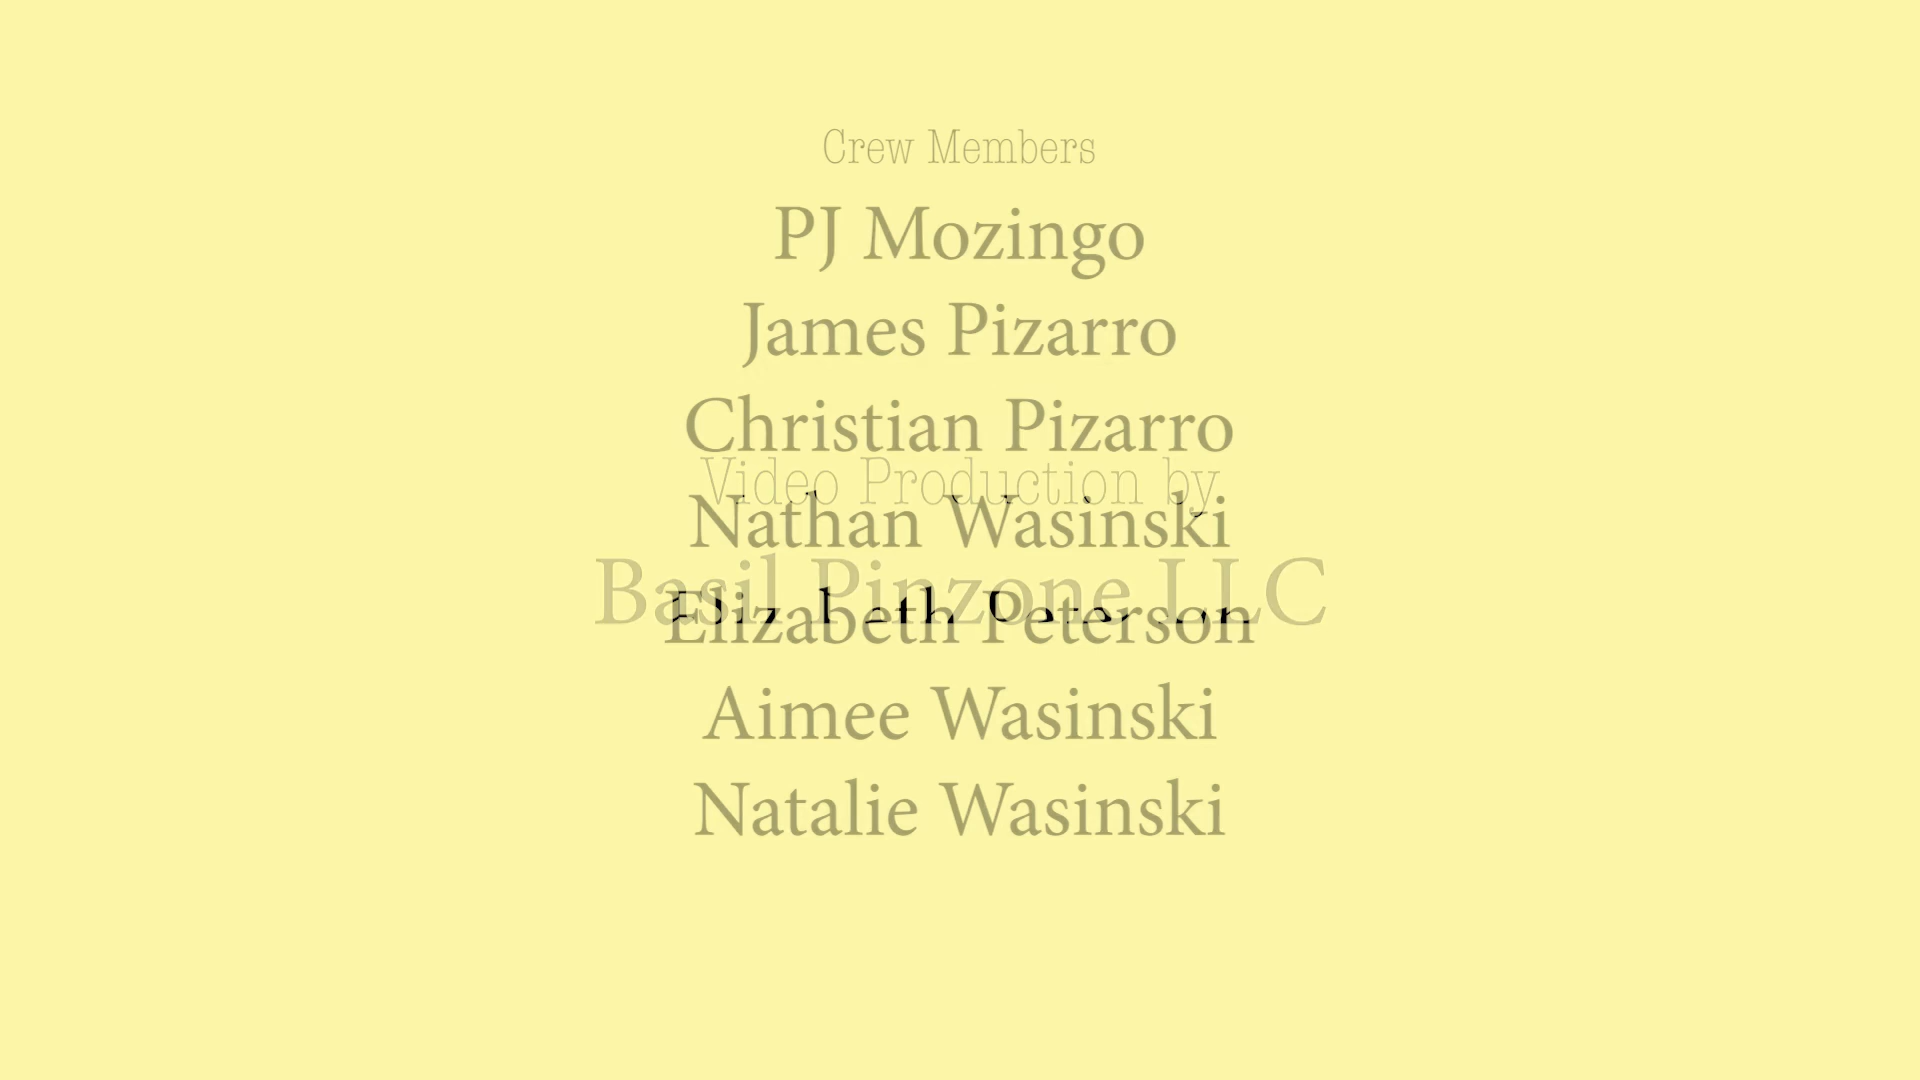 Crew Members
PJ Mozingo
James Pizarro
Christian Pizarro
Video Production by
Nathan Wasinski
Basil Pinzone LLC
Elizabeth Peterson
Aimee Wasinski
Natalie Wasinski